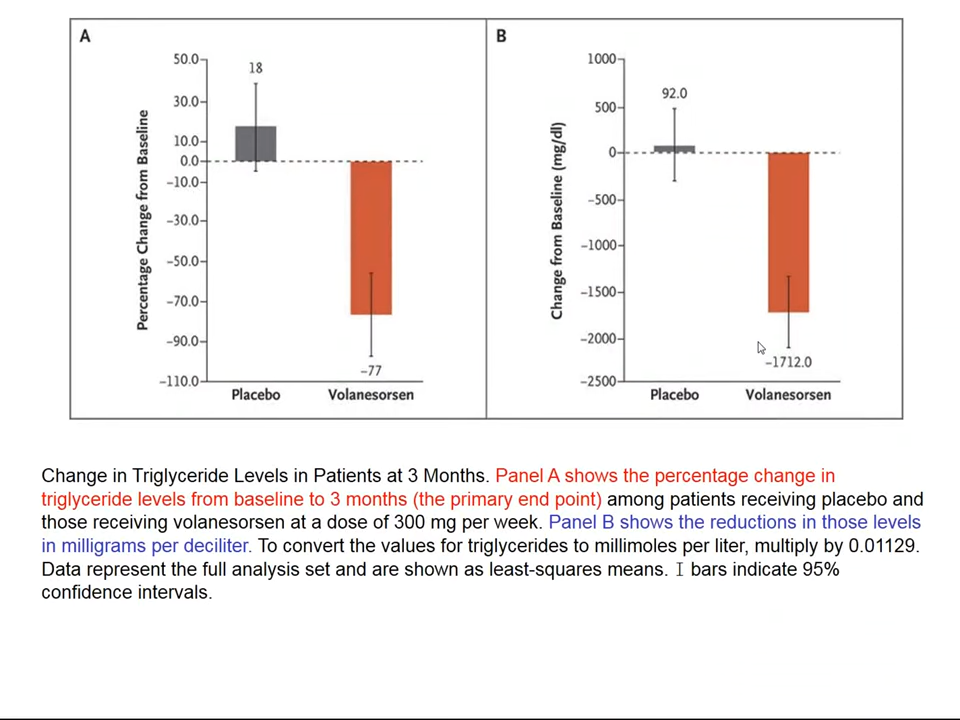 A
Percentage Change from Baseline
50.0
30.0
10.0
0.0
−10.0
−30.0
−50.0
−70.0
−90.0
−110.0
18
−77
Placebo
Volanesorsen
B
Change from Baseline (mg/dl)
1000
500
0
−500
−1000
−1500
−2000
−2500
92.0
−1712.0
Placebo
Volanesorsen
Change in Triglyceride Levels in Patients at 3 Months. Panel A shows the percentage change in
triglyceride levels from baseline to 3 months (the primary end point) among patients receiving placebo and
those receiving volanesorsen at a dose of 300 mg per week. Panel B shows the reductions in those levels
in milligrams per deciliter. To convert the values for triglycerides to millimoles per liter, multiply by 0.01129.
Data represent the full analysis set and are shown as least-squares means. I bars indicate 95%
confidence intervals.